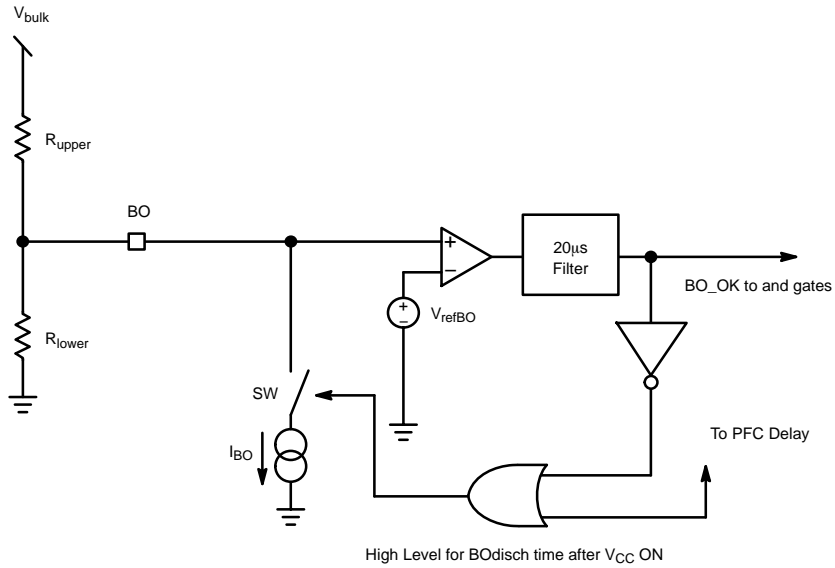 Vbulk
Rupper
BO
Rlower
+
−
20μs
Filter
BO_OK to and gates
+
−
VrefBO
SW
IBO
To PFC Delay
High Level for BOdisch time after VCC ON